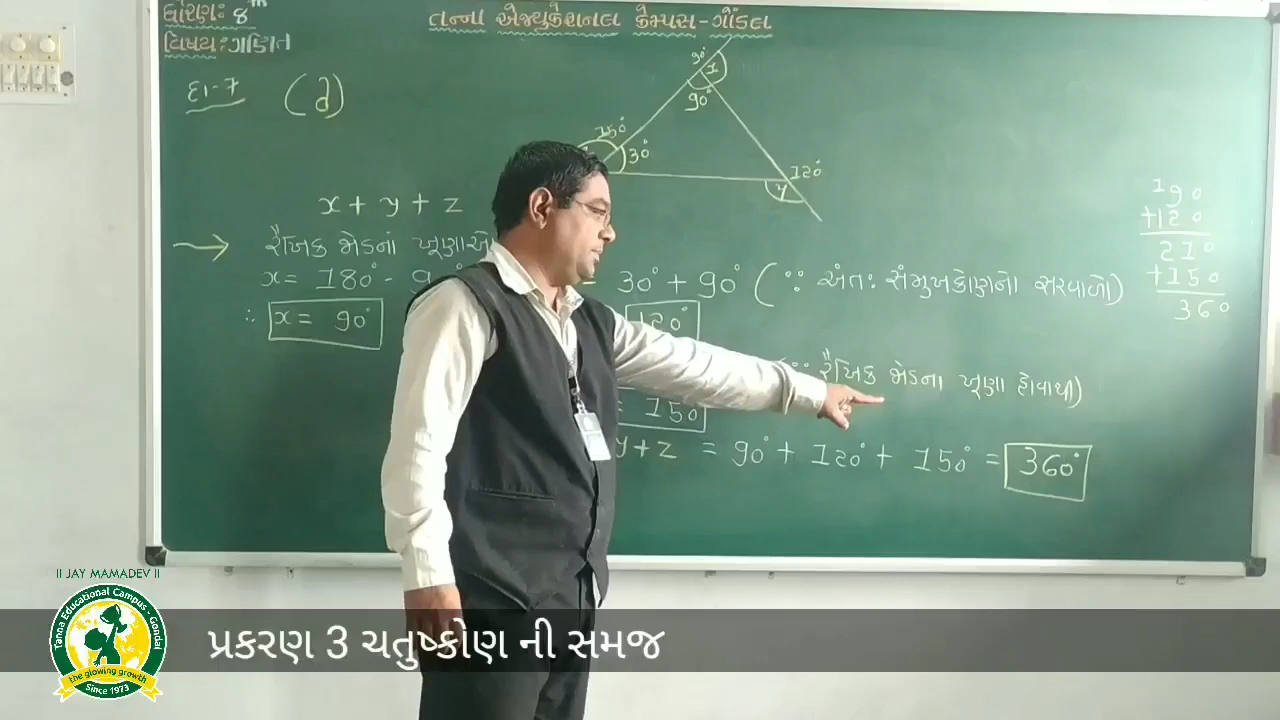 ધોરણ: 8th
તન્ના એજ્યુકેશનલ કેમ્પસ-ગોંડલ
વિષય: ગણિત
દા-7 (d)
90°
x
90°
150°
30°
120°
y
x + y + z
→ રૈખિક જોડનાં ખૂણાઓ
x = 180° - 9
= 30° + 90° (∵ અંતઃ સંમુખકોણનો સરવાળો)
∴ x = 90°
120°
∵ રૈખિક જોડના ખૂણા હોવાથી)
= 150
y + z = 90° + 120° + 150° = 360°
190
+120
210
+150
360
॥ JAY MAMADEV ॥
Tanna Educational Campus - Gondal
the glowing growth
Since 1973
પ્રકરણ 3 ચતુષ્કોણ ની સમજ